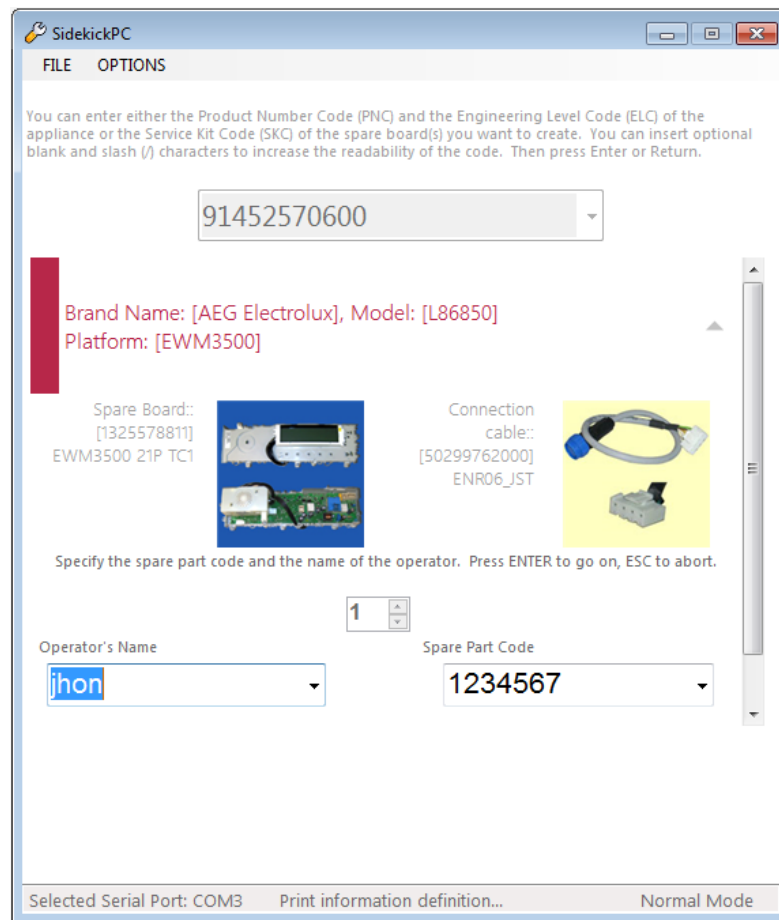 SidekickPC
FILE OPTIONS
You can enter either the Product Number Code (PNC) and the Engineering Level Code (ELC) of the
appliance or the Service Kit Code (SKC) of the spare board(s) you want to create. You can insert optional
blank and slash (/) characters to increase the readability of the code. Then press Enter or Return.
91452570600
Brand Name: [AEG Electrolux], Model: [L86850]
Platform: [EWM3500]
Spare Board::
[1325578811]
EWM3500 21P TC1
Connection
cable::
[50299762000]
ENR06_JST
Specify the spare part code and the name of the operator. Press ENTER to go on, ESC to abort.
1
Operator's Name
Spare Part Code
jhon
1234567
Selected Serial Port: COM3 Print information definition... Normal Mode